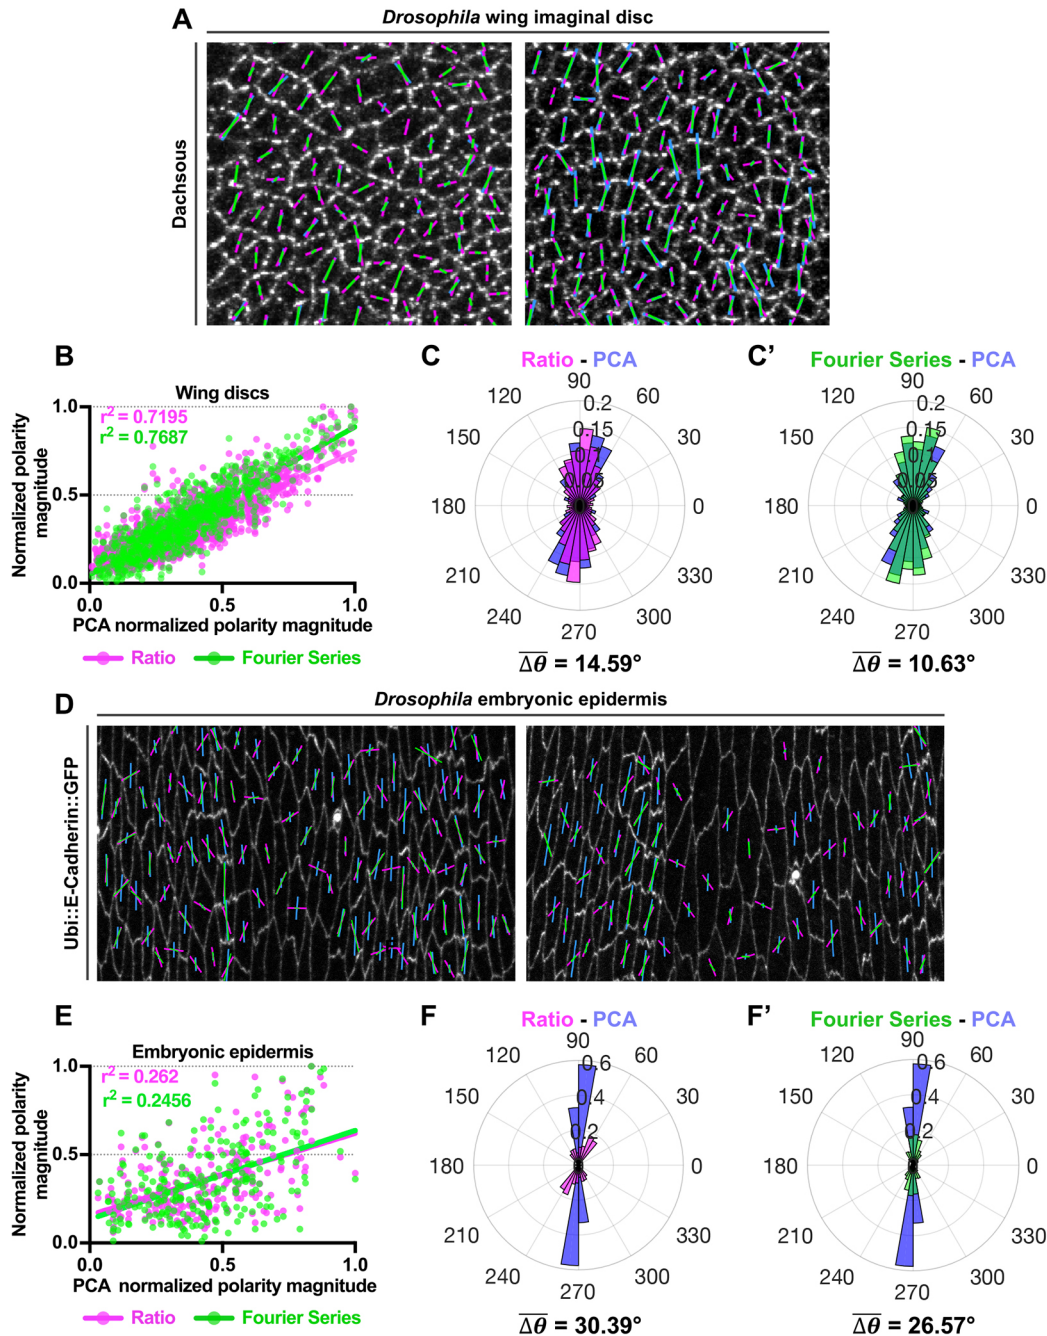 A
Drosophila wing imaginal disc
Dachsous
B
Wing discs
r2 = 0.7195
r2 = 0.7687
Normalized polarity
magnitude
1.0
0.5
0.0
0.0 0.5 1.0
PCA normalized polarity magnitude
Ratio Fourier Series
C
Ratio - PCA
90
120 60
150 30
180 0
210 330
240 300
270
0.2
0.15
0.1
0.05
Δθ = 14.59°
C’
Fourier Series - PCA
90
120 60
150 30
180 0
210 330
240 300
270
0.2
0.15
0.1
0.05
Δθ = 10.63°
D
Drosophila embryonic epidermis
Ubi::E-Cadherin::GFP
E
Embryonic epidermis
r2 = 0.262
r2 = 0.2456
Normalized polarity
magnitude
1.0
0.5
0.0
0.0 0.5 1.0
PCA normalized polarity magnitude
Ratio Fourier Series
F
Ratio - PCA
90
120 60
150 30
180 0
210 330
240 300
270
0.6
0.4
0.2
Δθ = 30.39°
F’
Fourier Series - PCA
90
120 60
150 30
180 0
210 330
240 300
270
0.6
0.4
0.2
Δθ = 26.57°